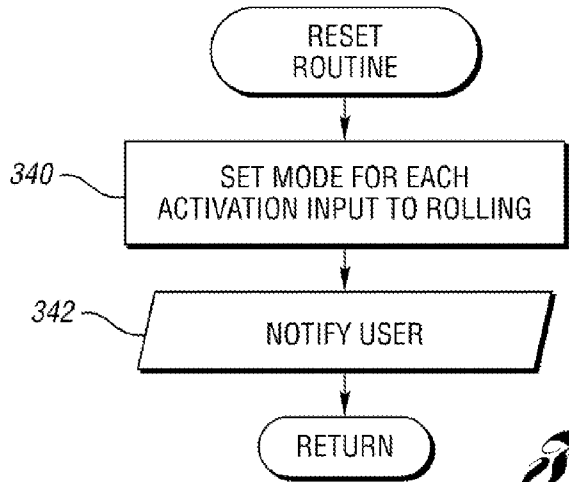 RESET
ROUTINE
340
SET MODE FOR EACH
ACTIVATION INPUT TO ROLLING
342
NOTIFY USER
RETURN